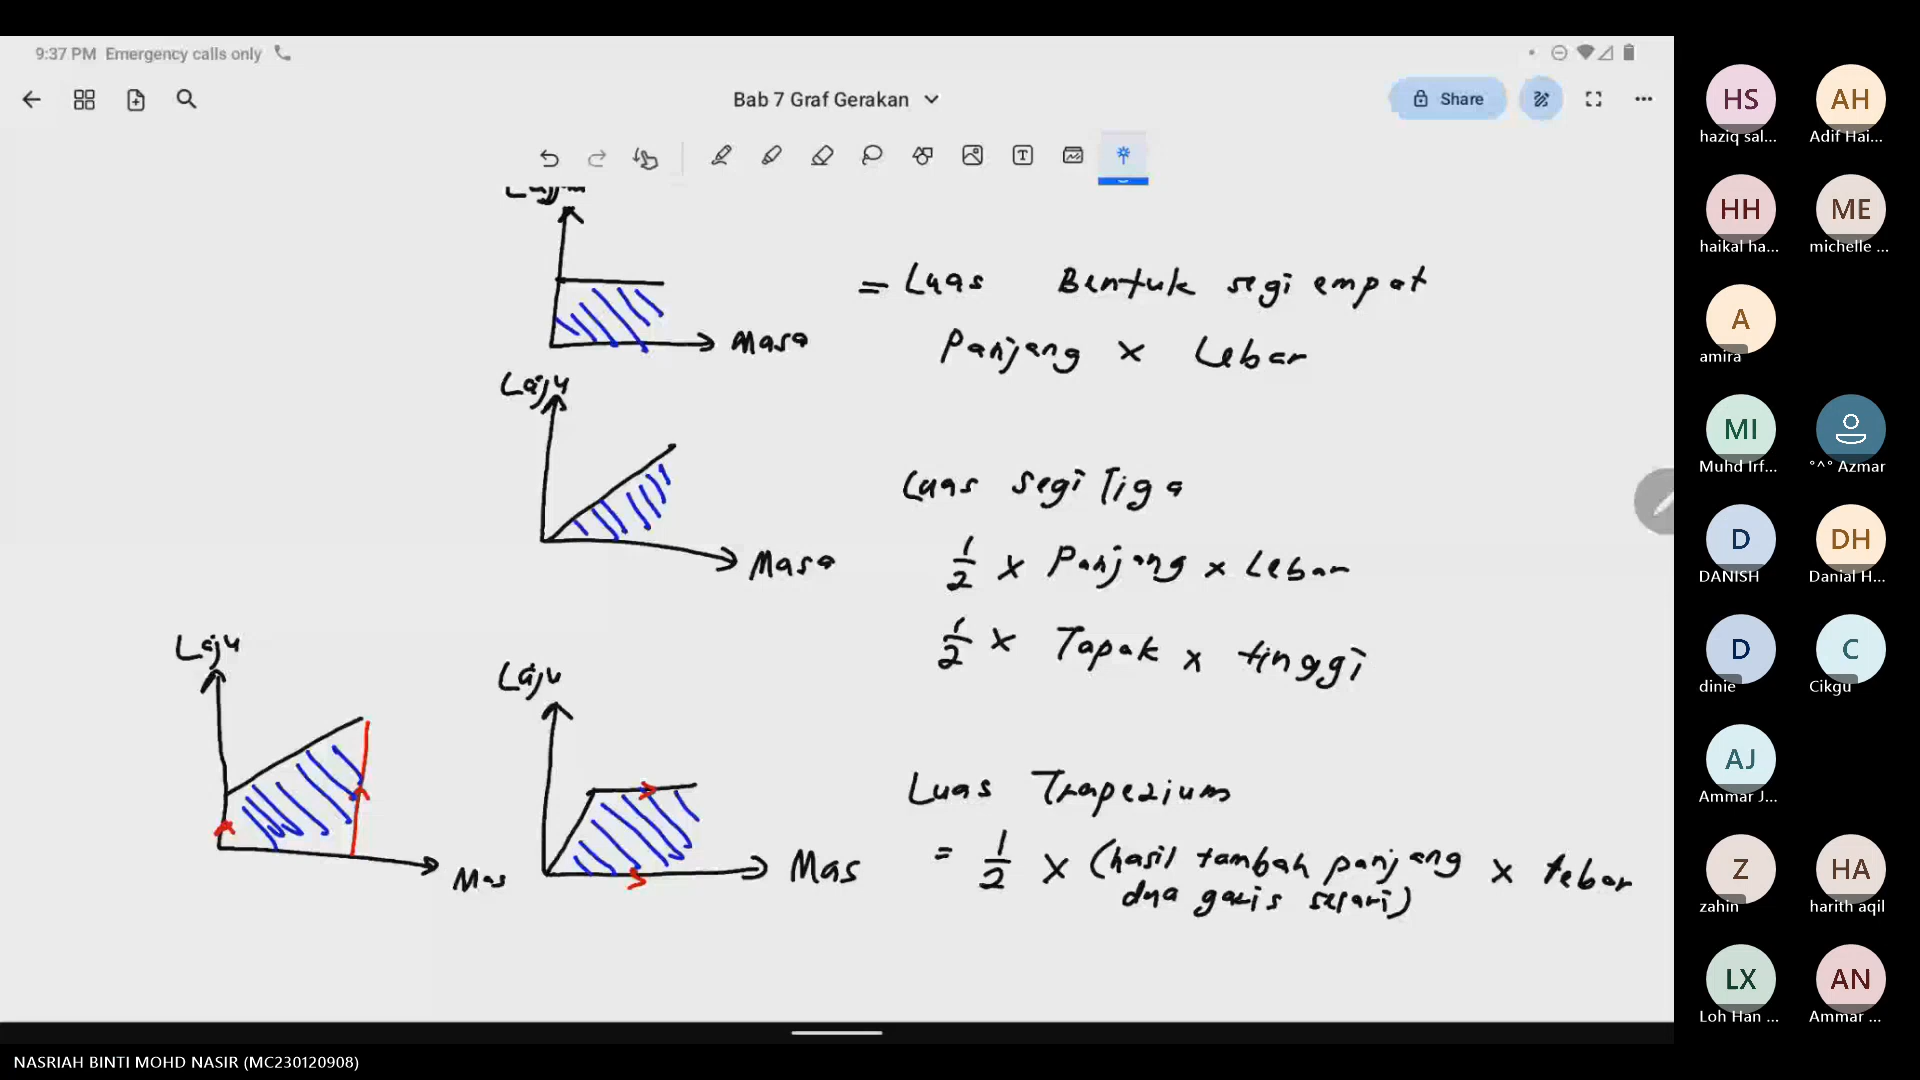 9:37 PM Emergency calls only
Bab 7 Graf Gerakan
Share
Laju
Masa
= Luas Bentuk segi empat
Panjang × Lebar
Laju
Masa
Luas segi Tiga
1/2 × Panjang × Lebar
1/2 × Tapak × tinggi
Laju
Mas
Laju
Mas
Luas Trapezium
= 1/2 × (hasil tambah panjang × Lebar
dua garis selari)
HS
haziq sal...
AH
Adif Hai...
HH
haikal ha...
ME
michelle ...
A
amira
MI
Muhd Irf...
°^° Azmar
D
DANISH
DH
Danial H...
D
dinie
C
Cikgu
AJ
Ammar J...
Z
zahin
HA
harith aqil
LX
Loh Han ...
AN
Ammar ...
NASRIAH BINTI MOHD NASIR (MC230120908)